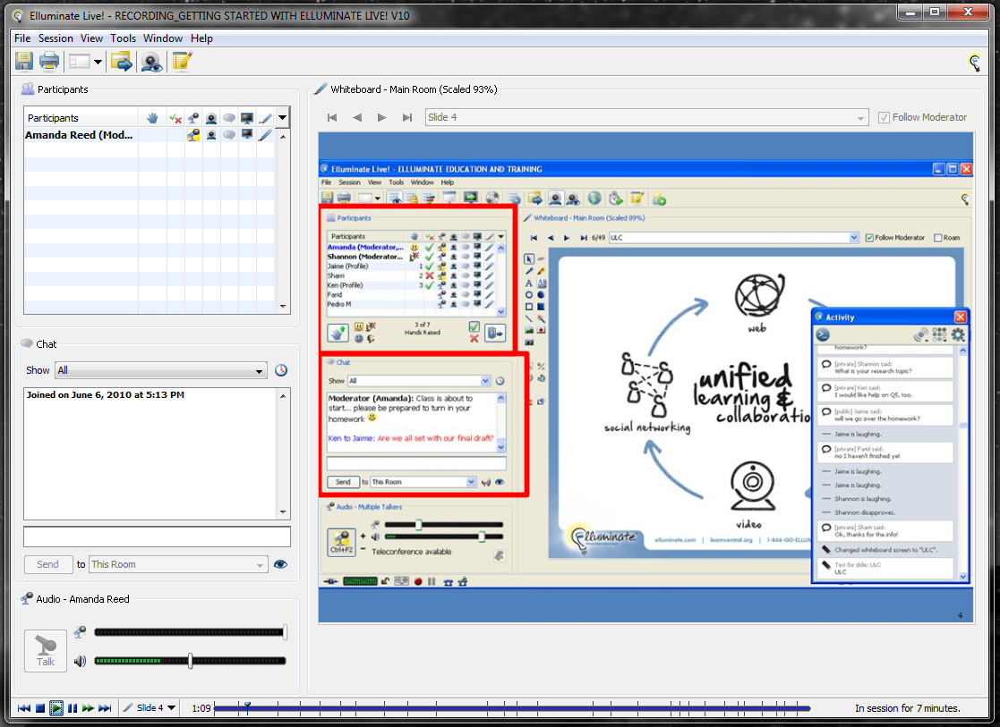 Elluminate Live! - RECORDING_GETTING STARTED WITH ELLUMINATE LIVE! V10
File Session View Tools Window Help
Participants
Participants
Amanda Reed (Mod...
Chat
Show All
Joined on June 6, 2010 at 5:13 PM
Send to This Room
Audio - Amanda Reed
Talk
Whiteboard - Main Room (Scaled 93%)
Slide 4 Follow Moderator
Elluminate Live! - ELLUMINATE EDUCATION AND TRAINING
File Session View Tools Window Help
Participants
Participants
Amanda (Moderator,...
Shannon (Moderator...
Jaime (Profile) 1
Sharri 2
Ken (Profile) 3
Farid
Pedro M
3 of 7
Hands Raised
Chat
Show All
Moderator (Amanda): Class is about to
start... please be prepared to turn in your
homework
Ken to Jaime: Are we all set with our final draft?
Send to This Room
Audio - Multiple Talkers
Ctrl+F2
Teleconference available
Whiteboard - Main Room (Scaled 89%)
6/49 ULC Follow Moderator Roam
web
unified
learning &
collaboratio
social networking
video
elluminate
elluminate.com | learncentral.org | 1-866-GO-ELLUM
Activity
homework?
[private] Shannon said:
What is your research topic?
[private] Ken said:
I would like help on Q5, too.
[public] Jaime said:
will we go over the homework?
Jaime is laughing.
[private] Farid said:
no I haven't finished yet
Jaime is laughing.
Jaime is laughing.
Shannon is laughing.
Shannon disapproves.
[private] Sharri said:
Ok, thanks for the info!
Changed whiteboard screen to "ULC".
Text for slide: ULC
ULC
4
Slide 4 1:09 In session for 7 minutes.